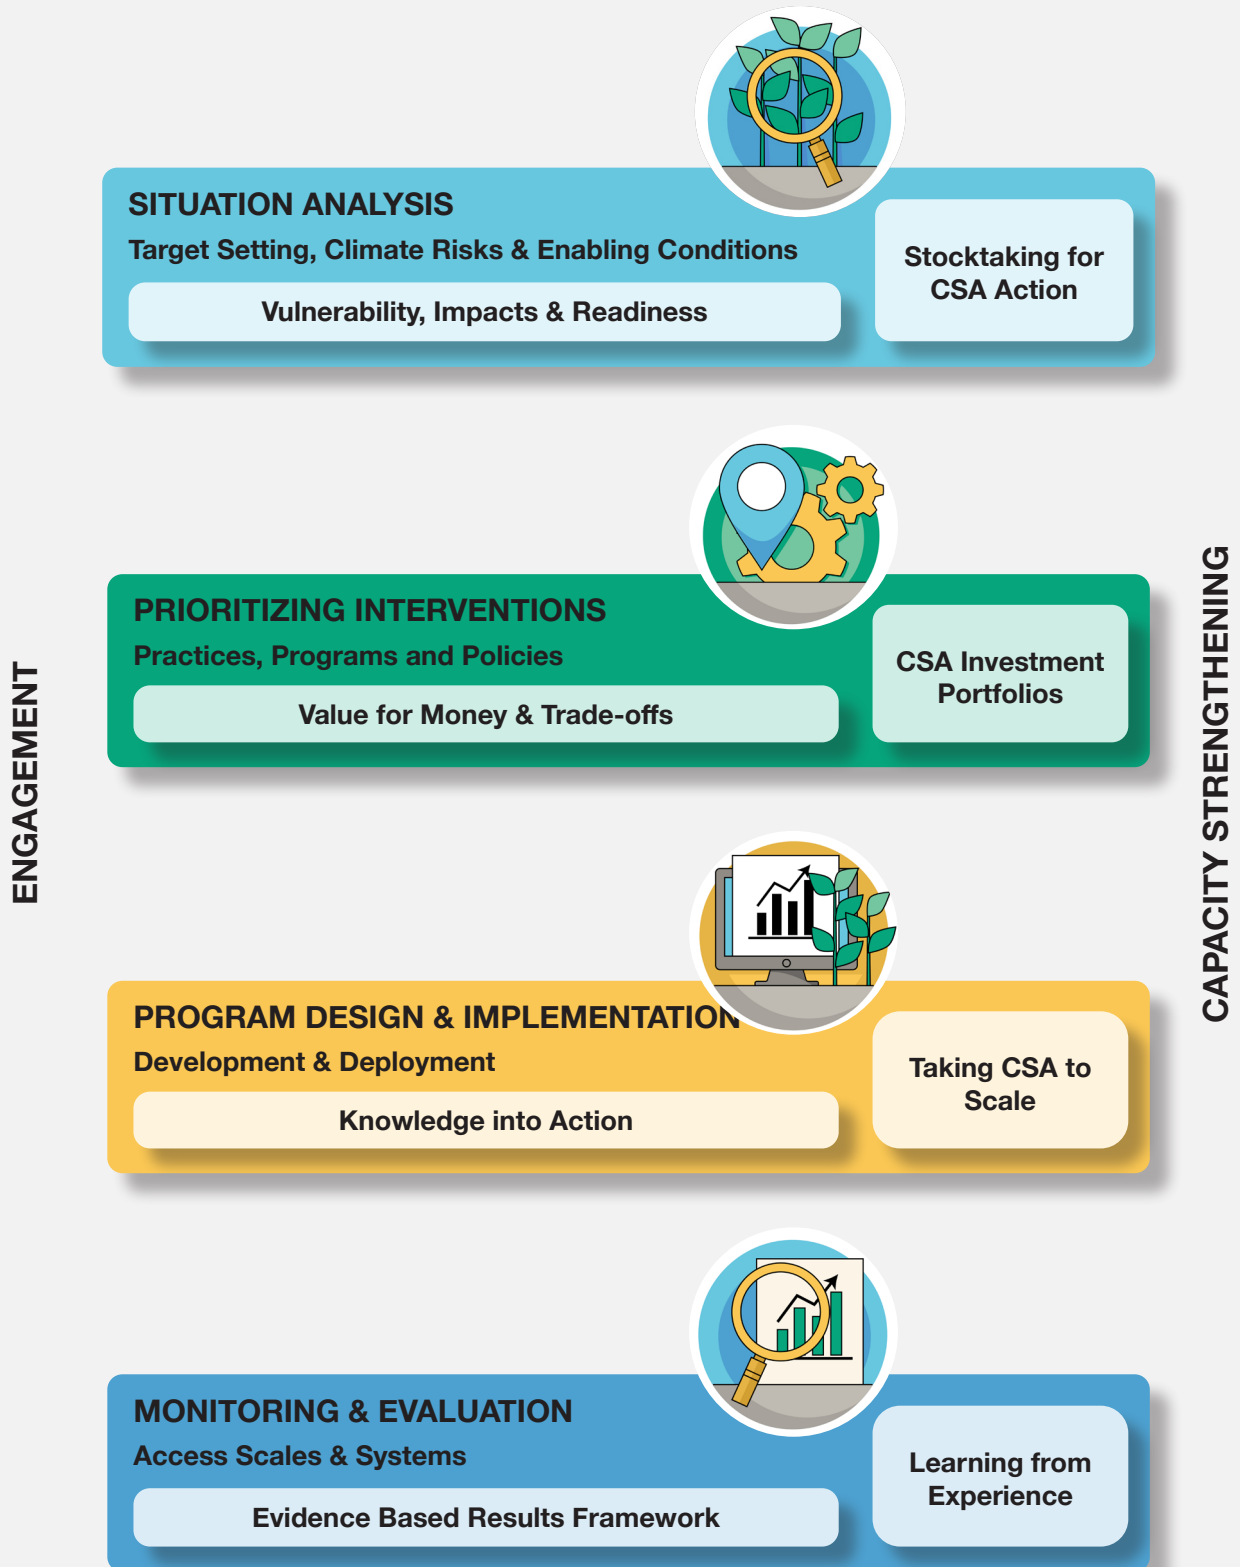 SITUATION ANALYSIS
Target Setting, Climate Risks & Enabling Conditions
Vulnerability, Impacts & Readiness
Stocktaking for
CSA Action
PRIORITIZING INTERVENTIONS
Practices, Programs and Policies
Value for Money & Trade-offs
CSA Investment
Portfolios
ENGAGEMENT
CAPACITY STRENGTHENING
PROGRAM DESIGN & IMPLEMENTATION
Development & Deployment
Knowledge into Action
Taking CSA to
Scale
MONITORING & EVALUATION
Access Scales & Systems
Evidence Based Results Framework
Learning from
Experience